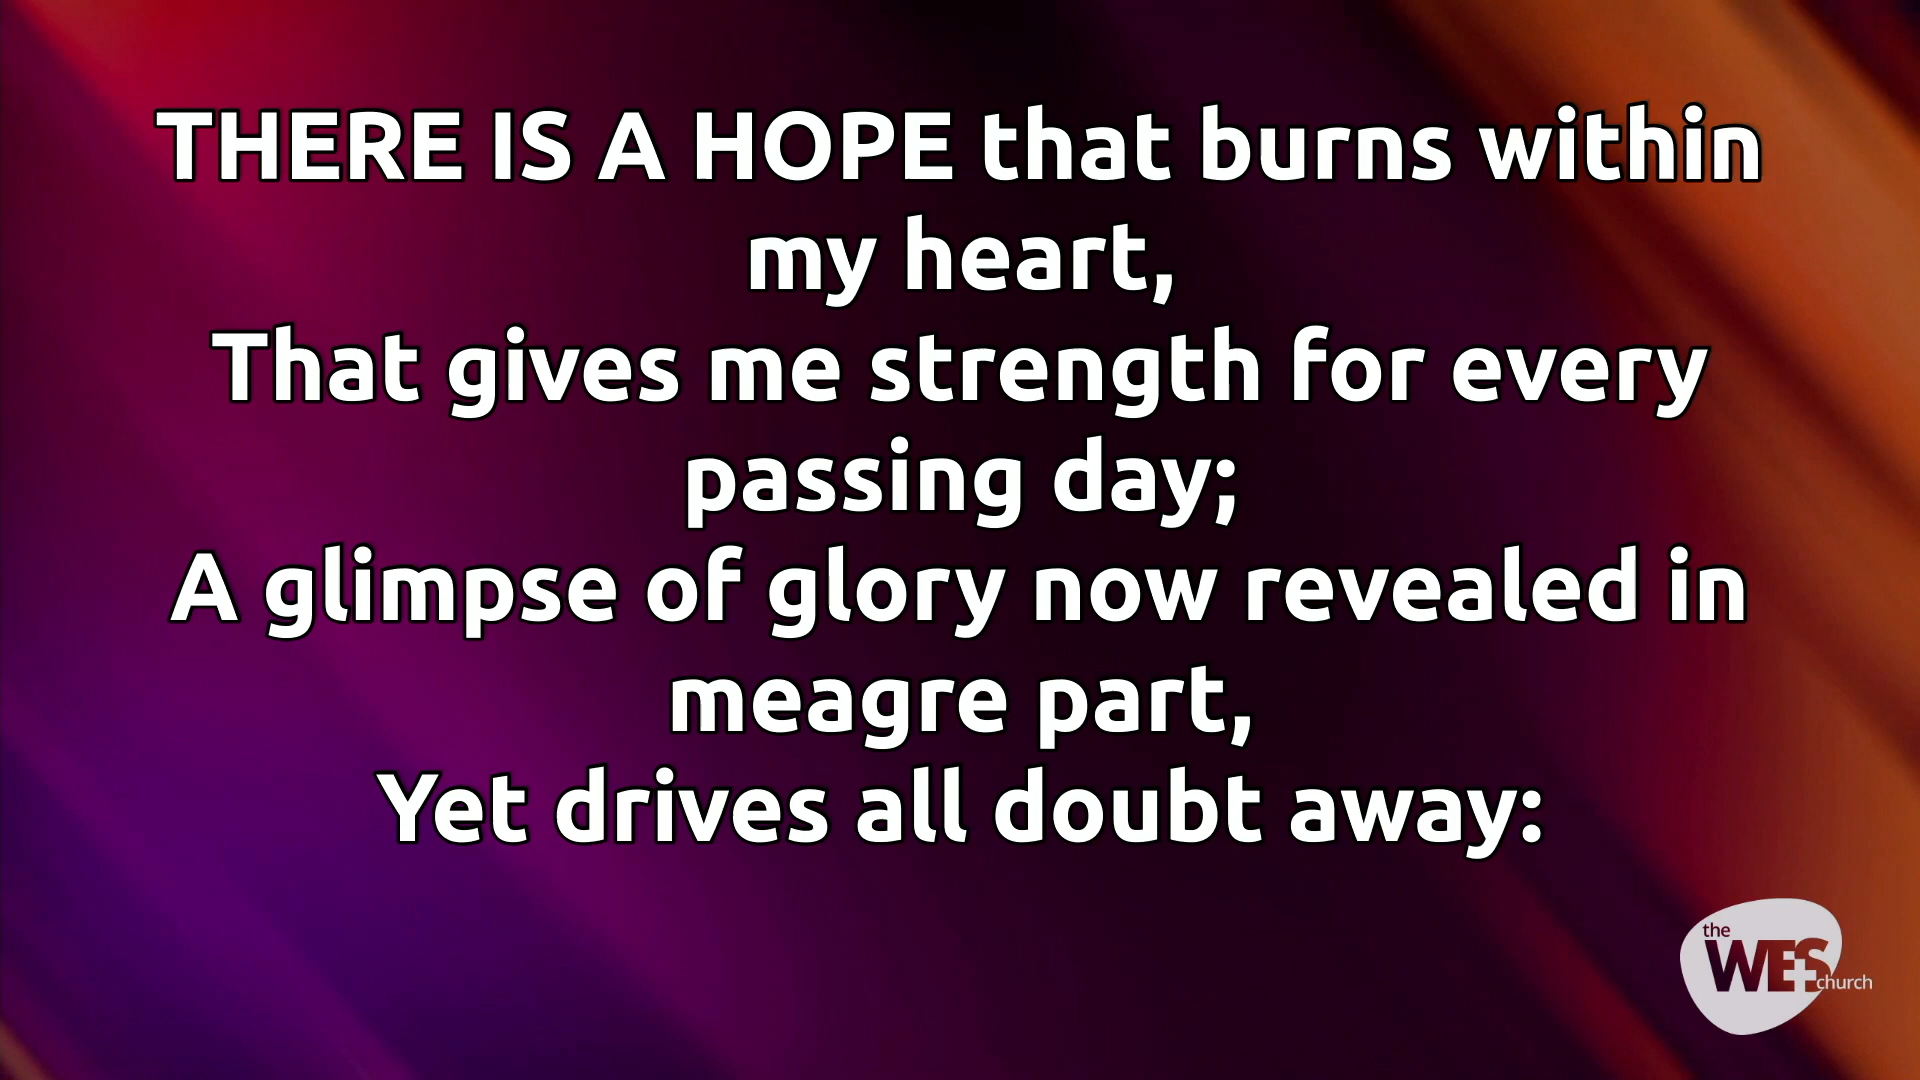 THERE IS A HOPE that burns within
my heart,
That gives me strength for every
passing day;
A glimpse of glory now revealed in
meagre part,
Yet drives all doubt away:
the
WES
church